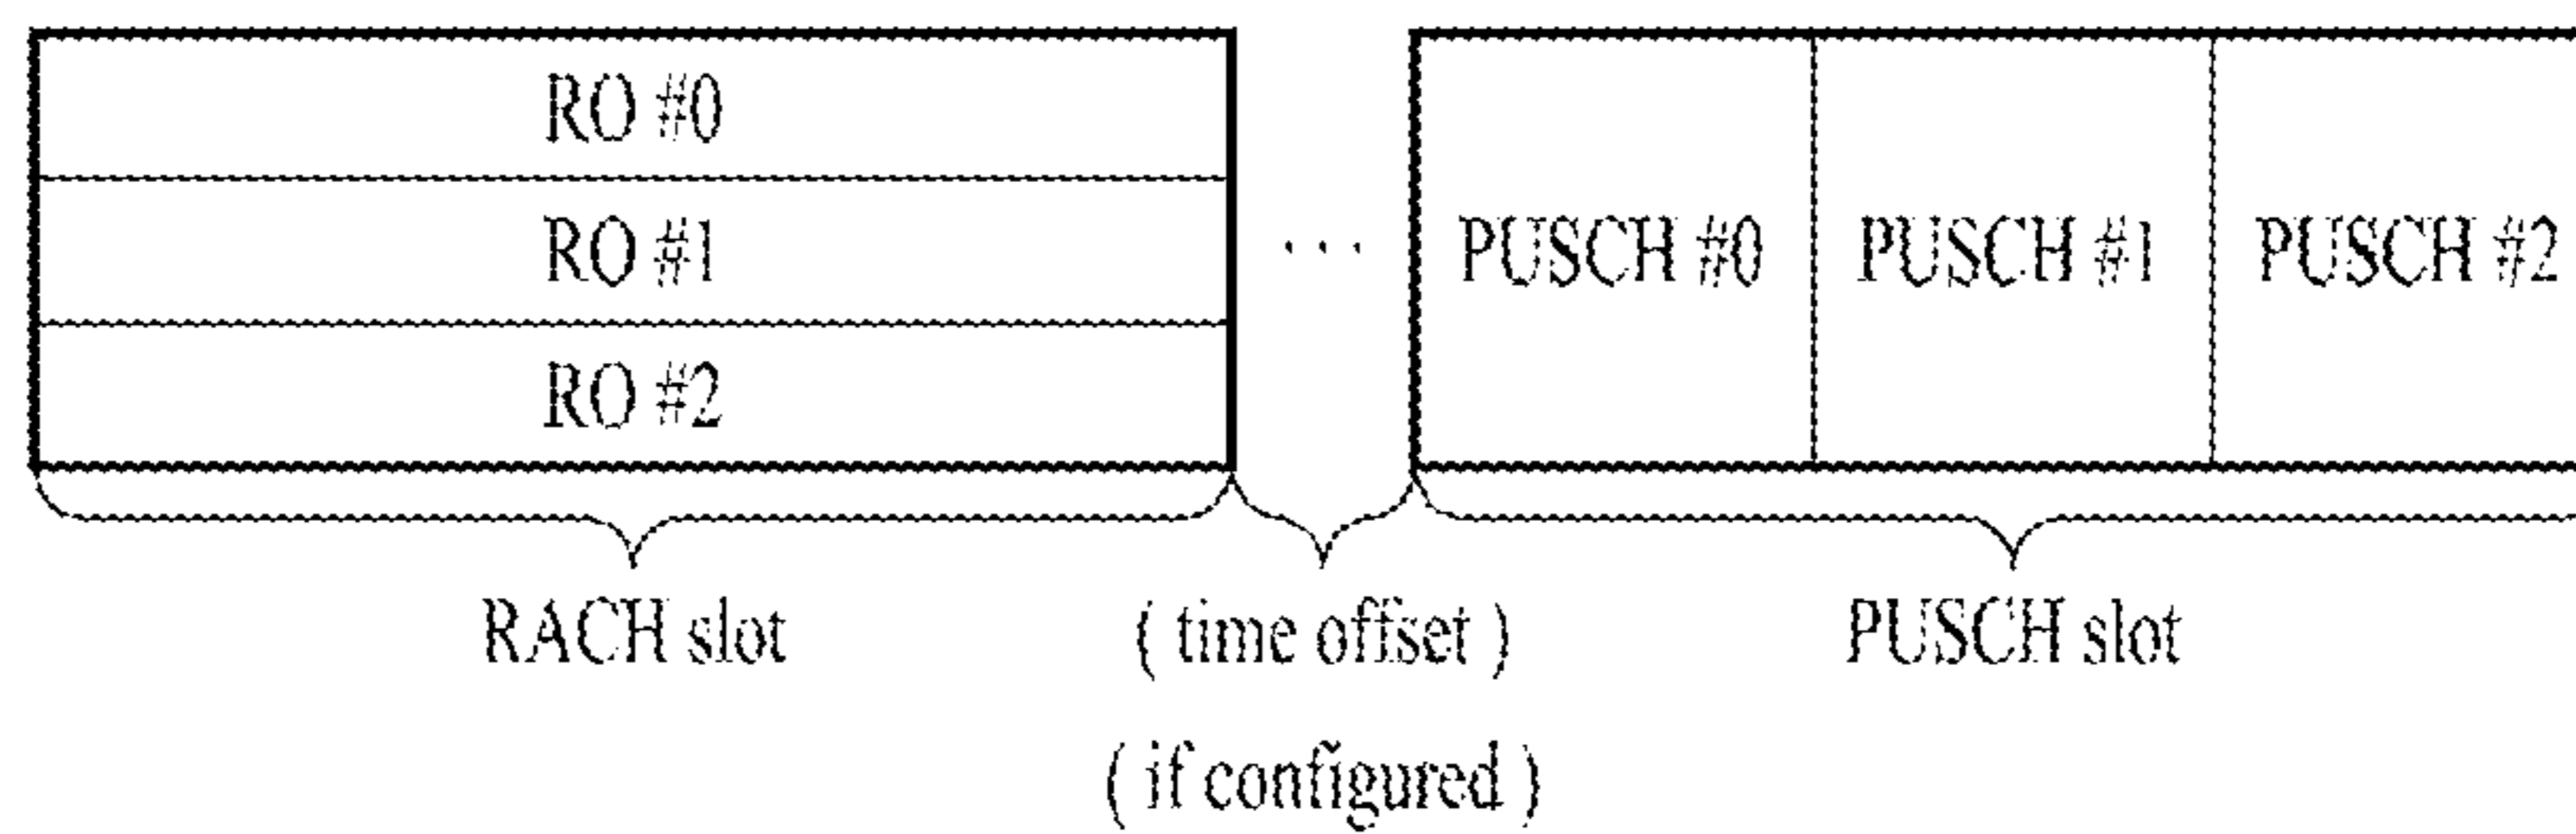 RO #0
RO #1
RO #2
...
PUSCH #0 PUSCH #1 PUSCH #2
RACH slot
( time offset )
( if configured )
PUSCH slot